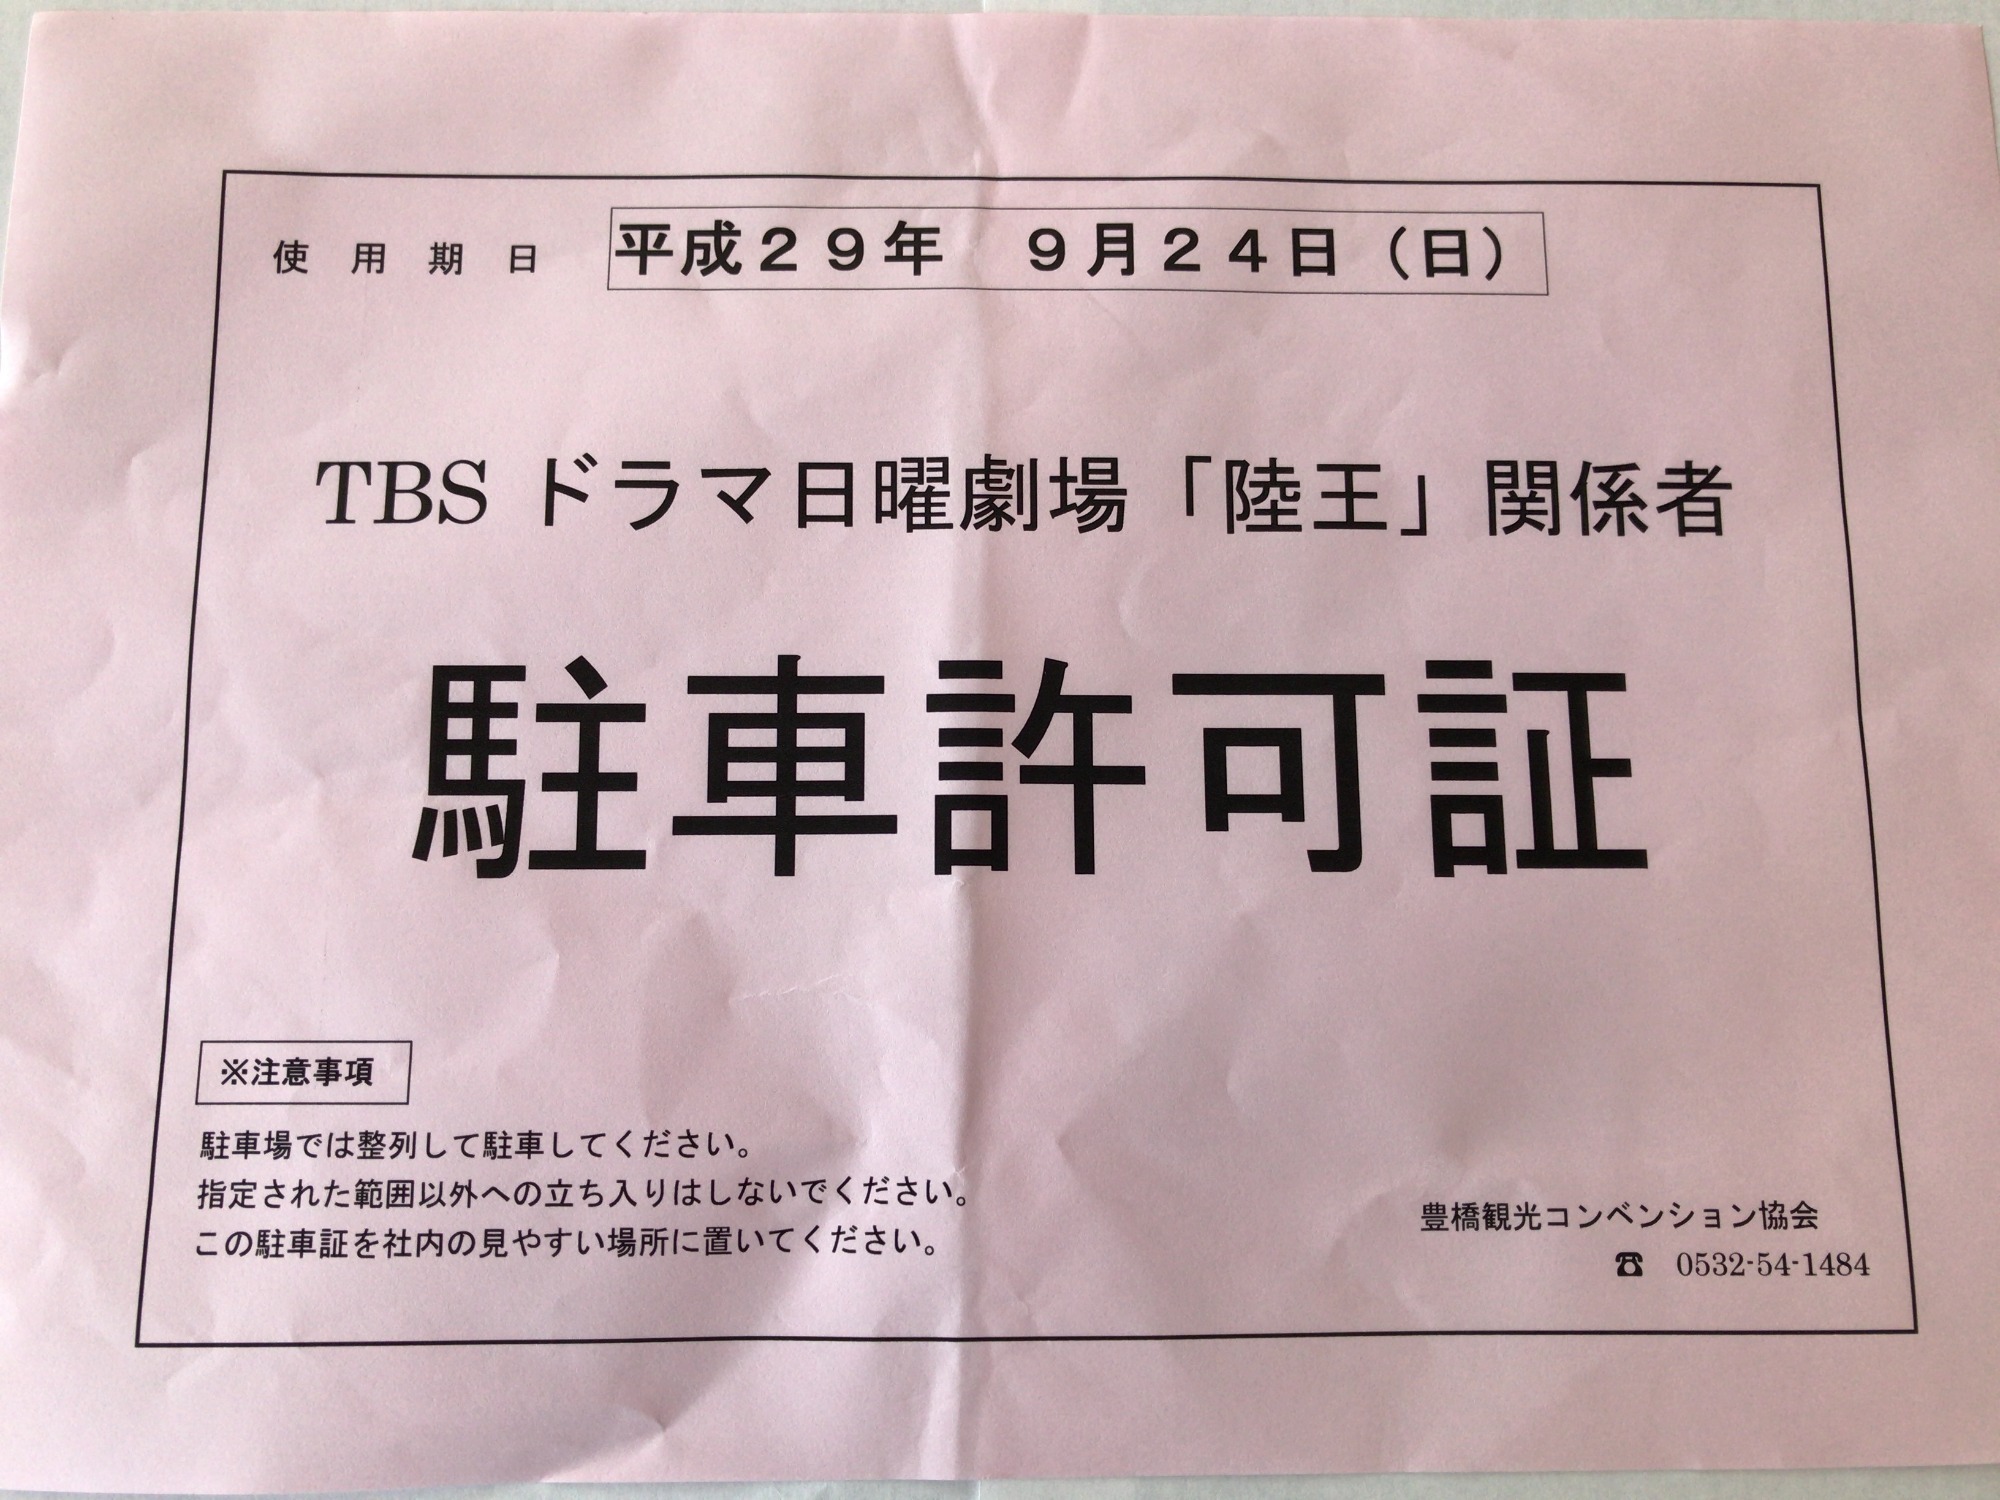 使用期日 平成２９年　９月２４日（日）
TBS ドラマ日曜劇場「陸王」関係者
駐車許可証
※注意事項
駐車場では整列して駐車してください。
指定された範囲以外への立ち入りはしないでください。
この駐車証を社内の見やすい場所に置いてください。
豊橋観光コンベンション協会
☎ 0532-54-1484